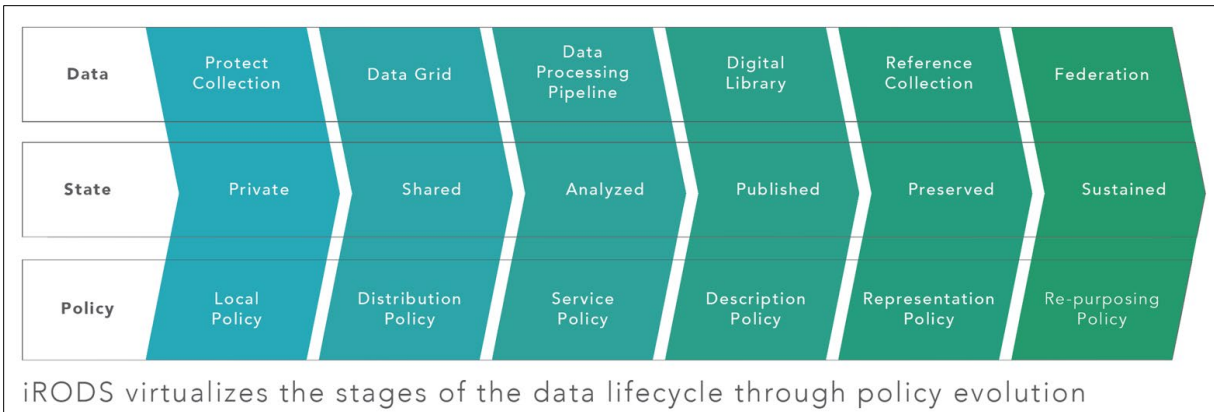 Data
Protect
Collection
Data Grid
Data
Processing
Pipeline
Digital
Library
Reference
Collection
Federation
State
Private
Shared
Analyzed
Published
Preserved
Sustained
Policy
Local
Policy
Distribution
Policy
Service
Policy
Description
Policy
Representation
Policy
Re-purposing
Policy
iRODS virtualizes the stages of the data lifecycle through policy evolution